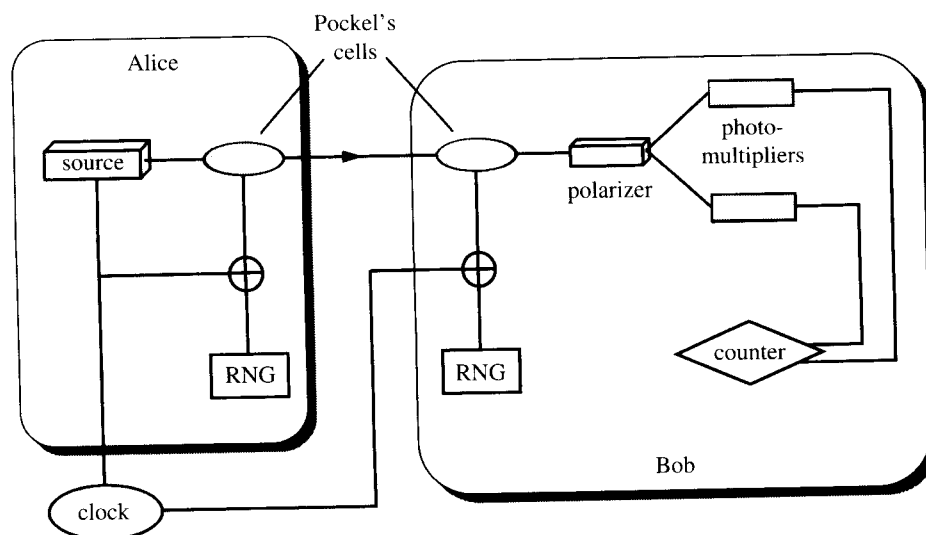 Pockel's
cells
Alice
source
photo-
multipliers
polarizer
RNG
RNG
counter
Bob
clock